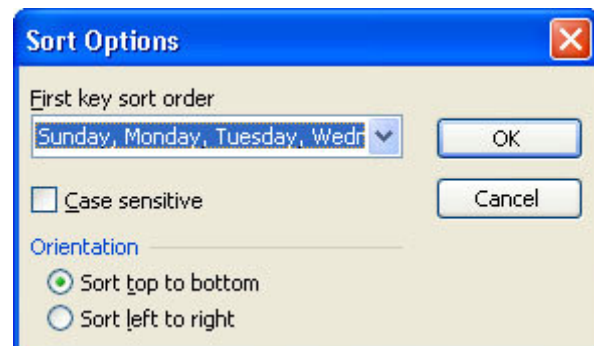 Sort Options
First key sort order
Sunday, Monday, Tuesday, Wedr
OK
Case sensitive
Cancel
Orientation
Sort top to bottom
Sort left to right